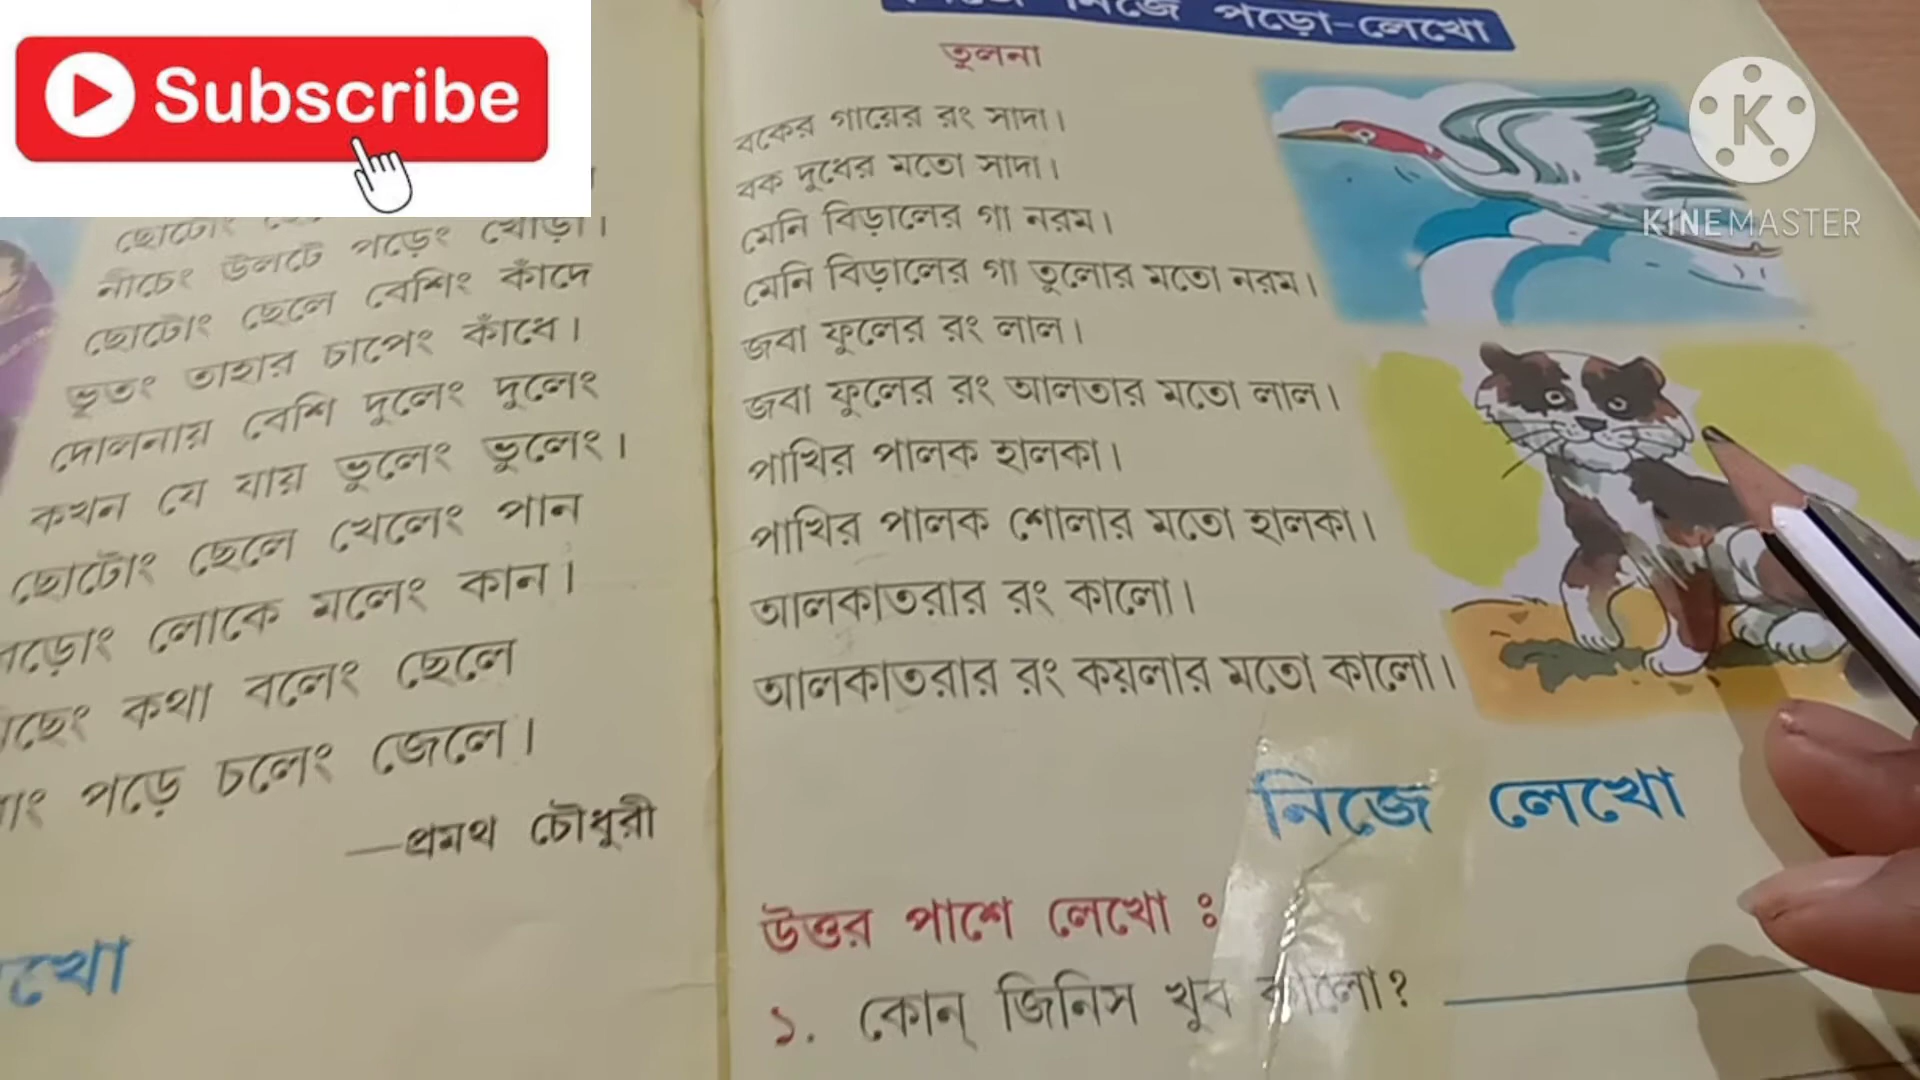 Subscribe
ছোটোং
নীচেং উলটে পড়েং খোঁড়া।
ছোটোং ছেলে বেশিং কাঁদে
ভূতং তাহার চাপেং কাঁধে।
দোলনায় বেশি দুলেং দুলেং
কখন যে যায় ভুলেং ভুলেং।
ছোটোং ছেলে খেলেং পান
লোকে মলেং কান।
কথা বলেং ছেলে
পড়ে চলেং জেলে।
—প্রমথ চৌধুরী
পড়ো-লেখো
তুলনা
বকের গায়ের রং সাদা।
বক দুধের মতো সাদা।
মেনি বিড়ালের গা নরম।
মেনি বিড়ালের গা তুলোর মতো নরম।
জবা ফুলের রং লাল।
জবা ফুলের রং আলতার মতো লাল।
পাখির পালক হালকা।
পাখির পালক শোলার মতো হালকা।
আলকাতরার রং কালো।
আলকাতরার রং কয়লার মতো কালো।
নিজে লেখো
উত্তর পাশে লেখো ঃ
১. কোন্ জিনিস খুব কালো?
K
KINEMASTER